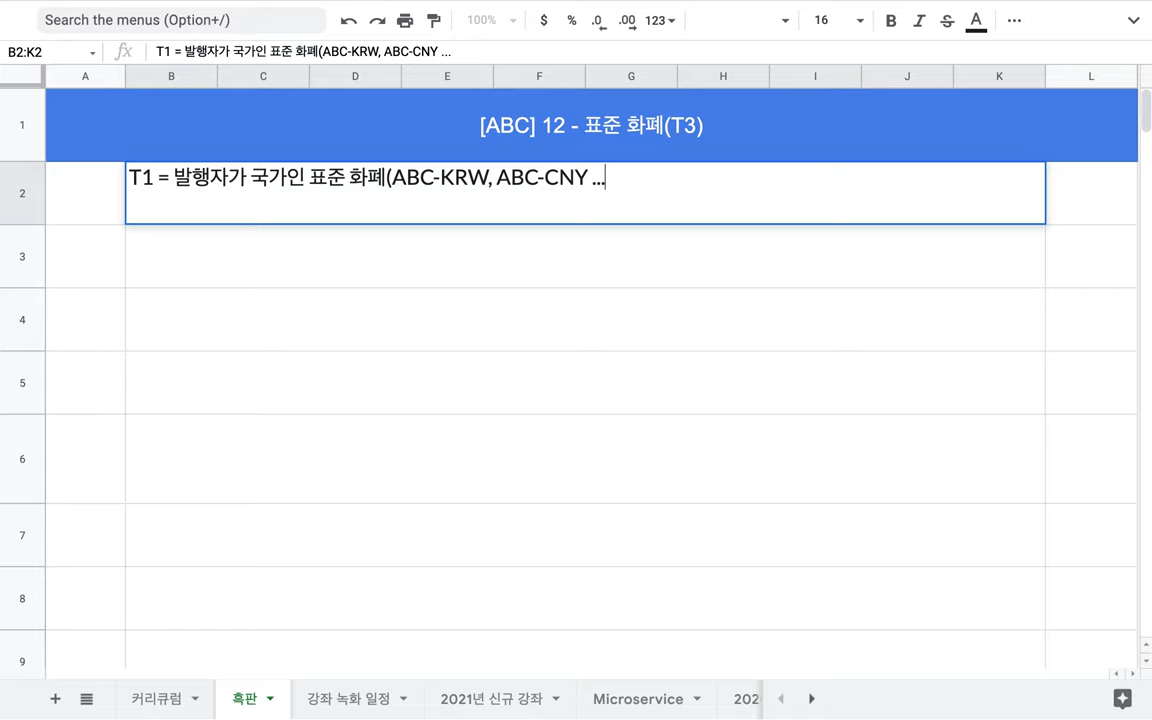 Search the menus (Option+/)
100%
$ % .0 .00 123
16
B I S A
B2:K2
fx
T1 = 발행자가 국가인 표준 화폐(ABC-KRW, ABC-CNY ...
A B C D E F G H I J K L
1
[ABC] 12 - 표준 화폐(T3)
2
T1 = 발행자가 국가인 표준 화폐(ABC-KRW, ABC-CNY ...
3
4
5
6
7
8
9
커리큐럼 흑판 강좌 녹화 일정 2021년 신규 강좌 Microservice 202